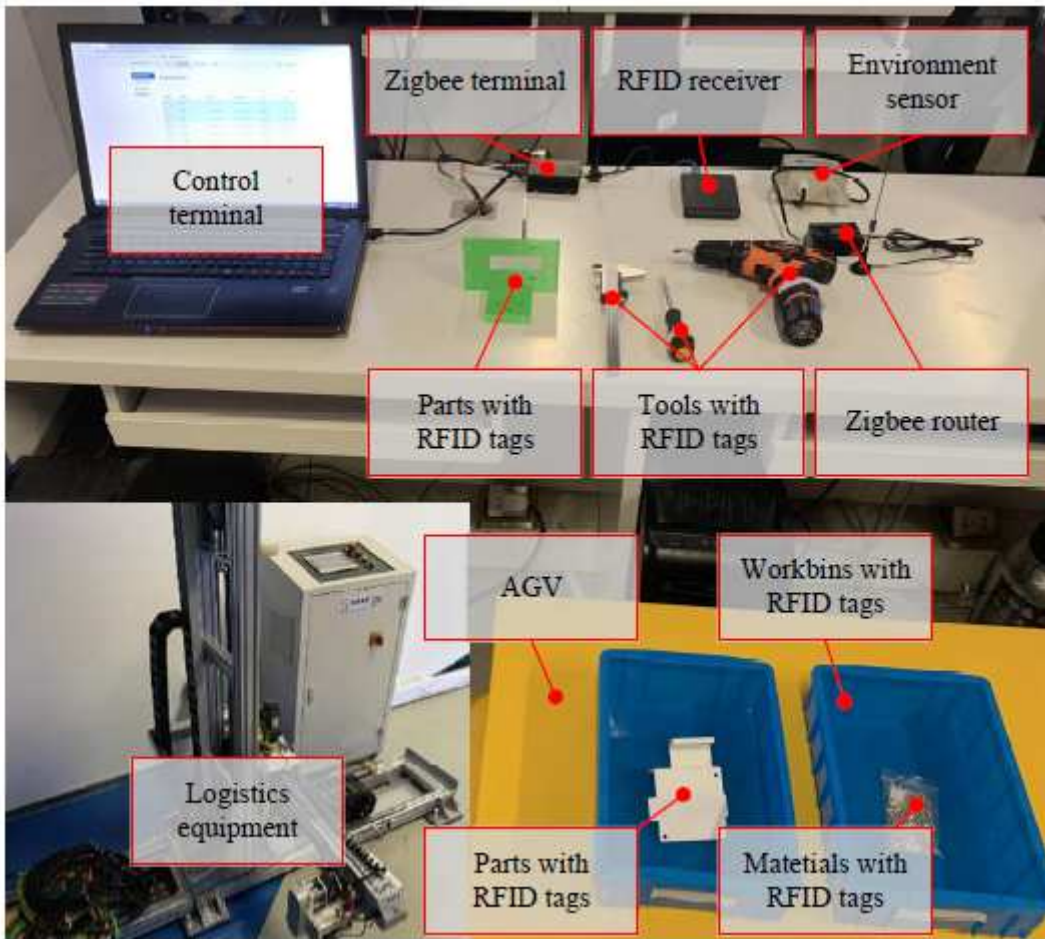 Zigbee terminal
RFID receiver
Environment
sensor
Control
terminal
Parts with
RFID tags
Tools with
RFID tags
Zigbee router
AGV
Workbins with
RFID tags
Logistics
equipment
Parts with
RFID tags
Matetials with
RFID tags